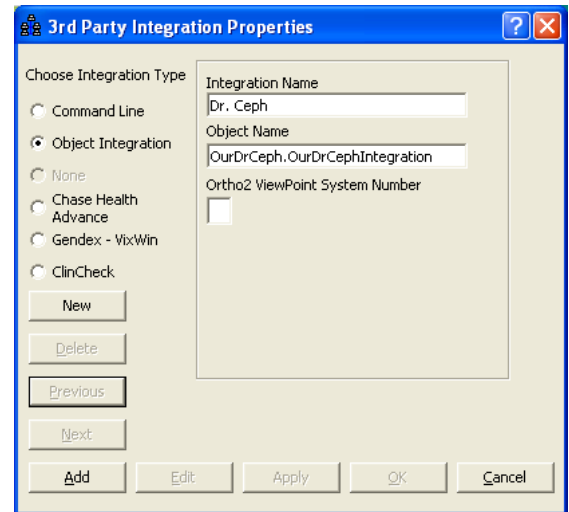 3rd Party Integration Properties
Choose Integration Type
Command Line
Object Integration
None
Chase Health
Advance
Gendex - VixWin
ClinCheck
New
Delete
Previous
Next
Integration Name
Dr. Ceph
Object Name
OurDrCeph.OurDrCephIntegration
Ortho2 ViewPoint System Number
Add
Edit
Apply
OK
Cancel